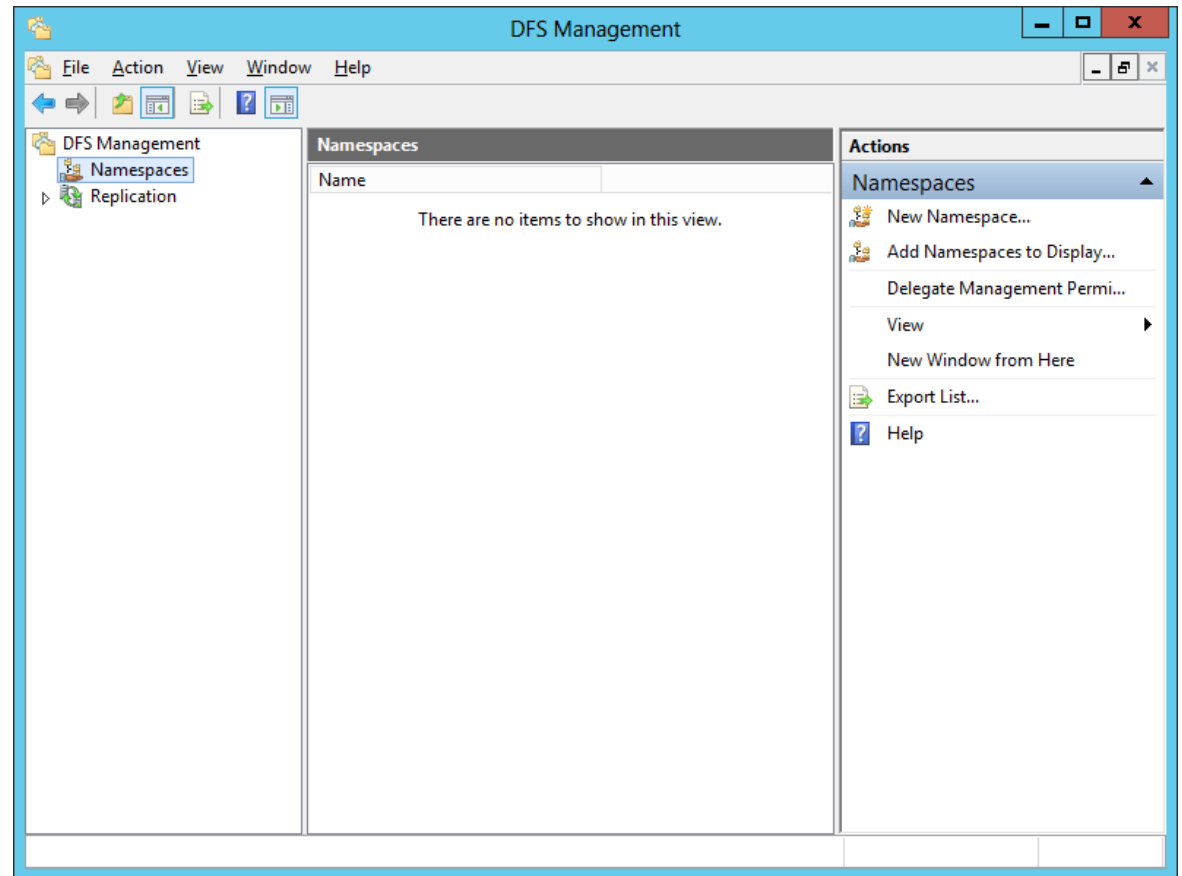 DFS Management
File Action View Window Help
DFS Management
Namespaces
Replication
Namespaces
Name
There are no items to show in this view.
Actions
Namespaces
New Namespace...
Add Namespaces to Display...
Delegate Management Permi...
View
New Window from Here
Export List...
Help